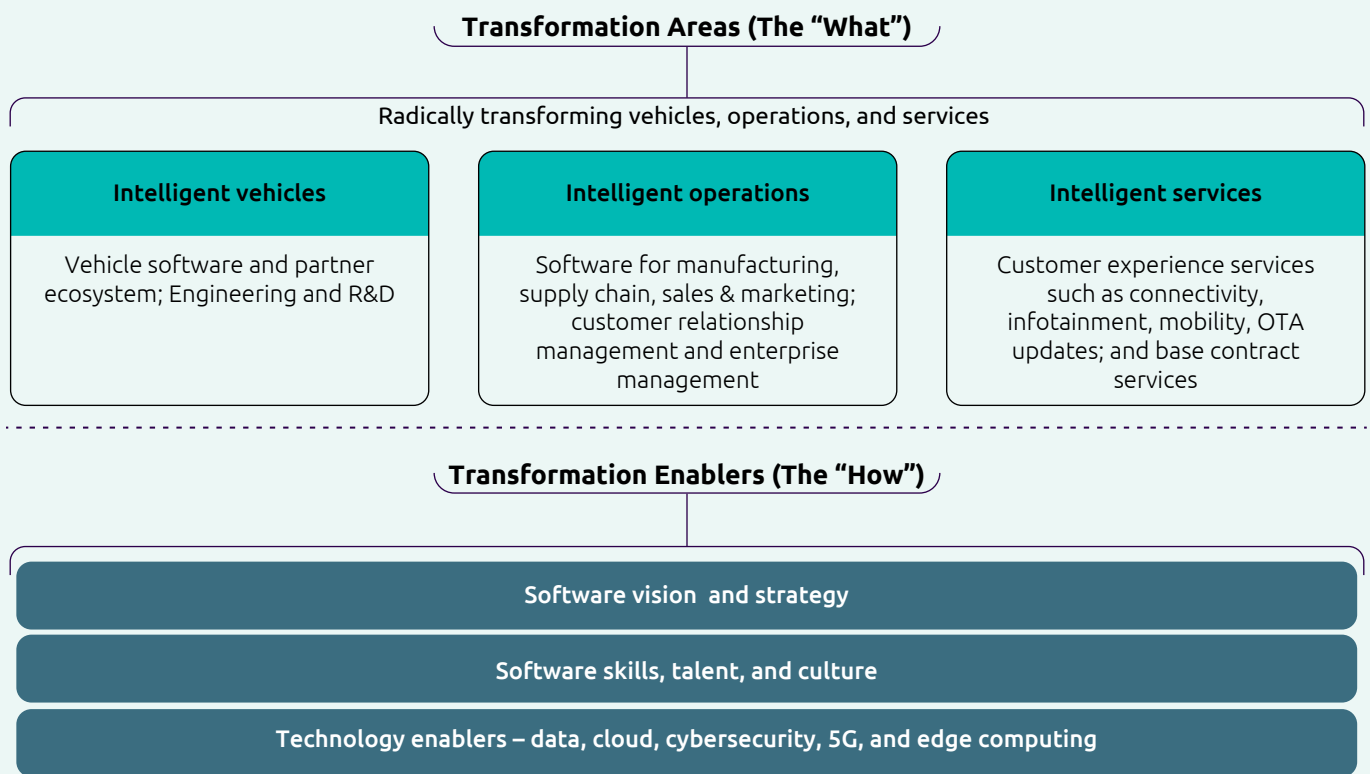 Transformation Areas (The “What”)
Radically transforming vehicles, operations, and services
Intelligent vehicles
Vehicle software and partner
ecosystem; Engineering and R&D
Intelligent operations
Software for manufacturing,
supply chain, sales & marketing;
customer relationship
management and enterprise
management
Intelligent services
Customer experience services
such as connectivity,
infotainment, mobility, OTA
updates; and base contract
services
Transformation Enablers (The “How”)
Software vision and strategy
Software skills, talent, and culture
Technology enablers – data, cloud, cybersecurity, 5G, and edge computing